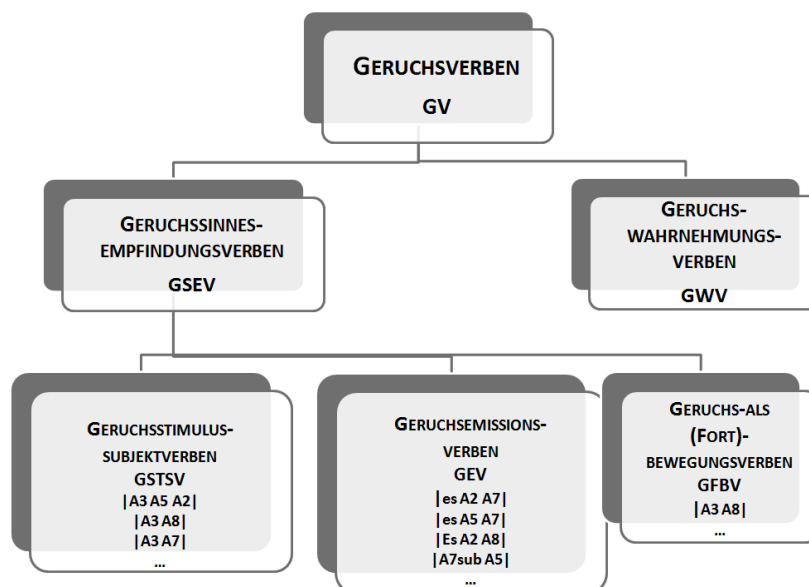 GERUCHSVERBEN
GV
GERUCHSSINNES-
EMPFINDUNGSVERBEN
GSEV
GERUCHS-
WAHRNEHMUNGS-
VERBEN
GWV
GERUCHSSTIMULUS-
SUBJEKTVERBEN
GSTSV
|A3 A5 A2|
|A3 A8|
|A3 A7|
...
GERUCHSEMISSIONS-
VERBEN
GEV
|es A2 A7|
|es A5 A7|
|Es A2 A8|
|A7sub A5|
...
GERUCHS-ALS
(FORT)-
BEWEGUNGSVERBEN
GFBV
|A3 A8|
...